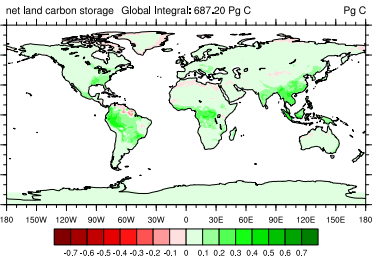 net land carbon storage Global Integral: 687.20 Pg C Pg C
180 150W 120W 90W 60W 30W 0 30E 60E 90E 120E 150E 180
-0.7 -0.6 -0.5 -0.4 -0.3 -0.2 -0.1 0 0.1 0.2 0.3 0.4 0.5 0.6 0.7